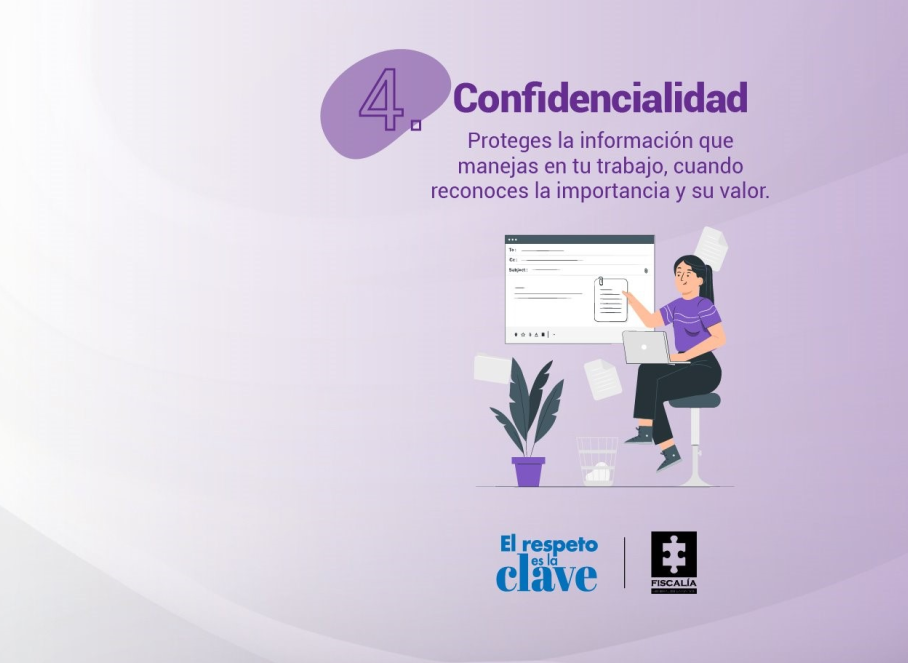 4.
Confidencialidad
Proteges la información que
manejas en tu trabajo, cuando
reconoces la importancia y su valor.
To:
Cc:
Subject:
El respeto
es la
clave
FISCALÍA